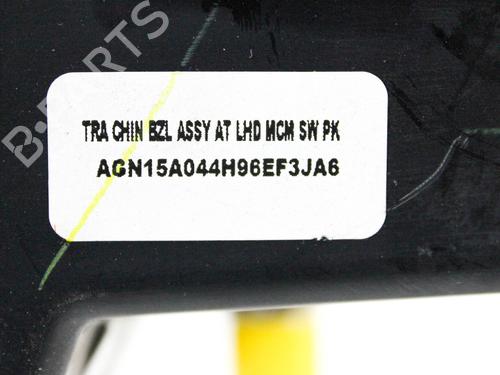 B-PARTS
TRA CHIN BZL ASSY AT LHD MCM SW PK
AGN15A044H96EF3JA6